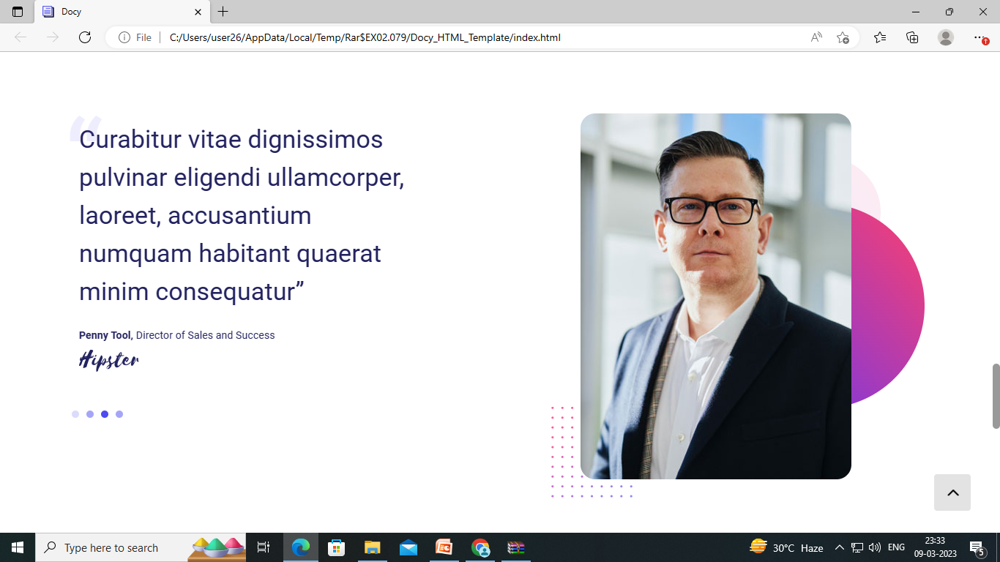 Docy
File
C:/Users/user26/AppData/Local/Temp/Rar$EX02.079/Docy_HTML_Template/index.html
“
Curabitur vitae dignissimos
pulvinar eligendi ullamcorper,
laoreet, accusantium
numquam habitant quaerat
minim consequatur”
Penny Tool, Director of Sales and Success
Hipster
Type here to search
30°C Haze
ENG
23:33
09-03-2023
5